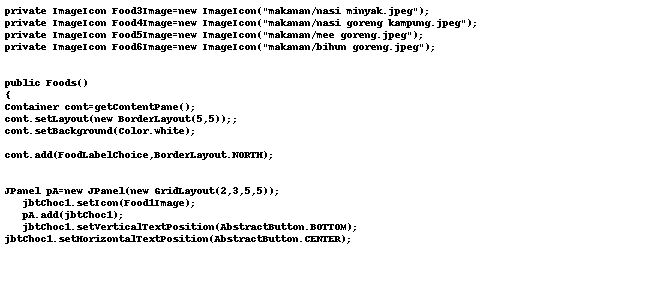 private ImageIcon Food3Image=new ImageIcon("makanan/nasi minyak.jpeg");
private ImageIcon Food4Image=new ImageIcon("makanan/nasi goreng kampung.jpeg");
private ImageIcon Food5Image=new ImageIcon("makanan/mee goreng.jpeg");
private ImageIcon Food6Image=new ImageIcon("makanan/bihun goreng.jpeg");
public Foods()
{
Container cont=getContentPane();
cont.setLayout(new BorderLayout(5,5));;
cont.setBackground(Color.white);
cont.add(FoodLabelChoice,BorderLayout.NORTH);
JPanel pA=new JPanel(new GridLayout(2,3,5,5));
jbtChoc1.setIcon(Food1Image);
pA.add(jbtChoc1);
jbtChoc1.setVerticalTextPosition(AbstractButton.BOTTOM);
jbtChoc1.setHorizontalTextPosition(AbstractButton.CENTER);